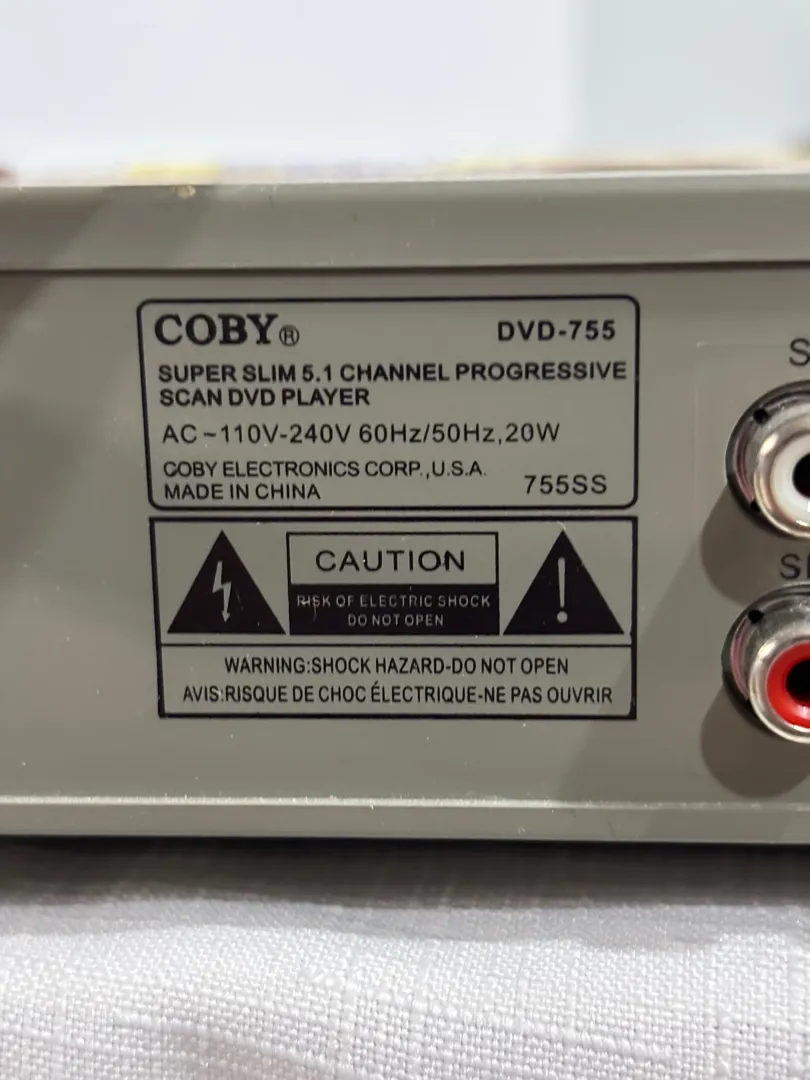 COBY® DVD-755
SUPER SLIM 5.1 CHANNEL PROGRESSIVE
SCAN DVD PLAYER
AC~110V-240V 60Hz/50Hz,20W
COBY ELECTRONICS CORP.,U.S.A.
MADE IN CHINA 755SS
CAUTION
RISK OF ELECTRIC SHOCK
DO NOT OPEN
WARNING:SHOCK HAZARD-DO NOT OPEN
AVIS:RISQUE DE CHOC ÉLECTRIQUE-NE PAS OUVRIR